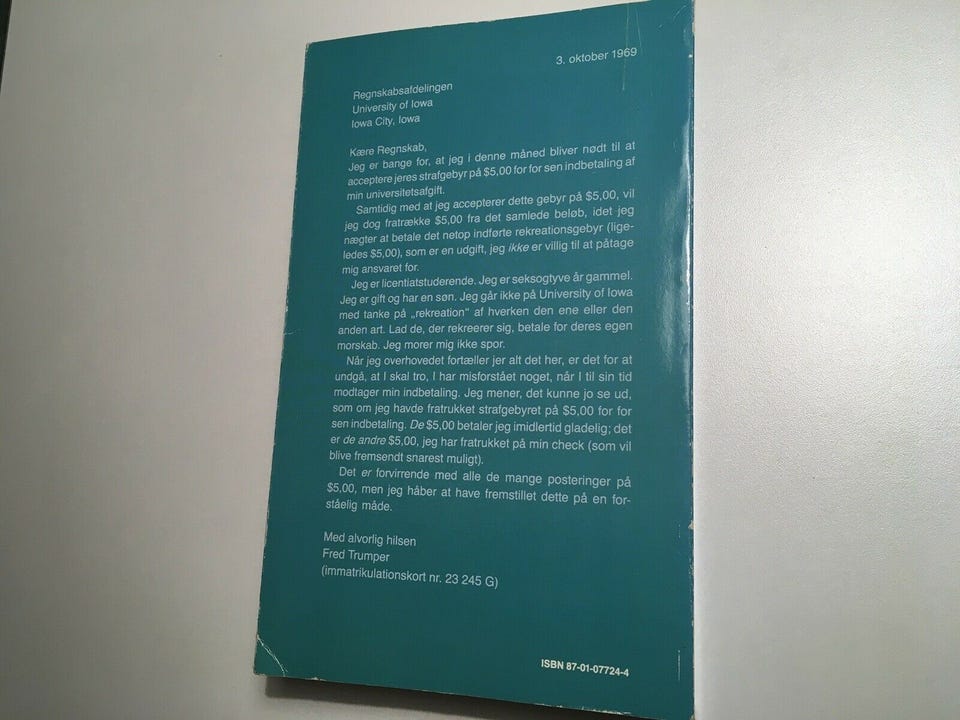 3. oktober 1969
Regnskabsafdelingen
University of Iowa
Iowa City, Iowa
Kære Regnskab,
Jeg er bange for, at jeg i denne måned bliver nødt til at
acceptere jeres strafgebyr på $5,00 for for sen indbetaling af
min universitetsafgift.
Samtidig med at jeg accepterer dette gebyr på $5,00, vil
jeg dog fratrække $5,00 fra det samlede beløb, idet jeg
nægter at betale det netop indførte rekreationsgebyr (lige-
ledes $5,00), som er en udgift, jeg ikke er villig til at påtage
mig ansvaret for.
Jeg er licentiatstuderende. Jeg er seksogtyve år gammel.
Jeg er gift og har en søn. Jeg går ikke på University of Iowa
med tanke på „rekreation“ af hverken den ene eller den
anden art. Lad de, der rekreerer sig, betale for deres egen
morskab. Jeg morer mig ikke spor.
Når jeg overhovedet fortæller jer alt det her, er det for at
undgå, at I skal tro, I har misforstået noget, når I til sin tid
modtager min indbetaling. Jeg mener, det kunne jo se ud,
som om jeg havde fratrukket strafgebyret på $5,00 for for
sen indbetaling. De $5,00 betaler jeg imidlertid gladelig; det
er de andre $5,00, jeg har fratrukket på min check (som vil
blive fremsendt snarest muligt).
Det er forvirrende med alle de mange posteringer på
$5,00, men jeg håber at have fremstillet dette på en for-
ståelig måde.
Med alvorlig hilsen
Fred Trumper
(immatrikulationskort nr. 23 245 G)
ISBN 87-01-07724-4